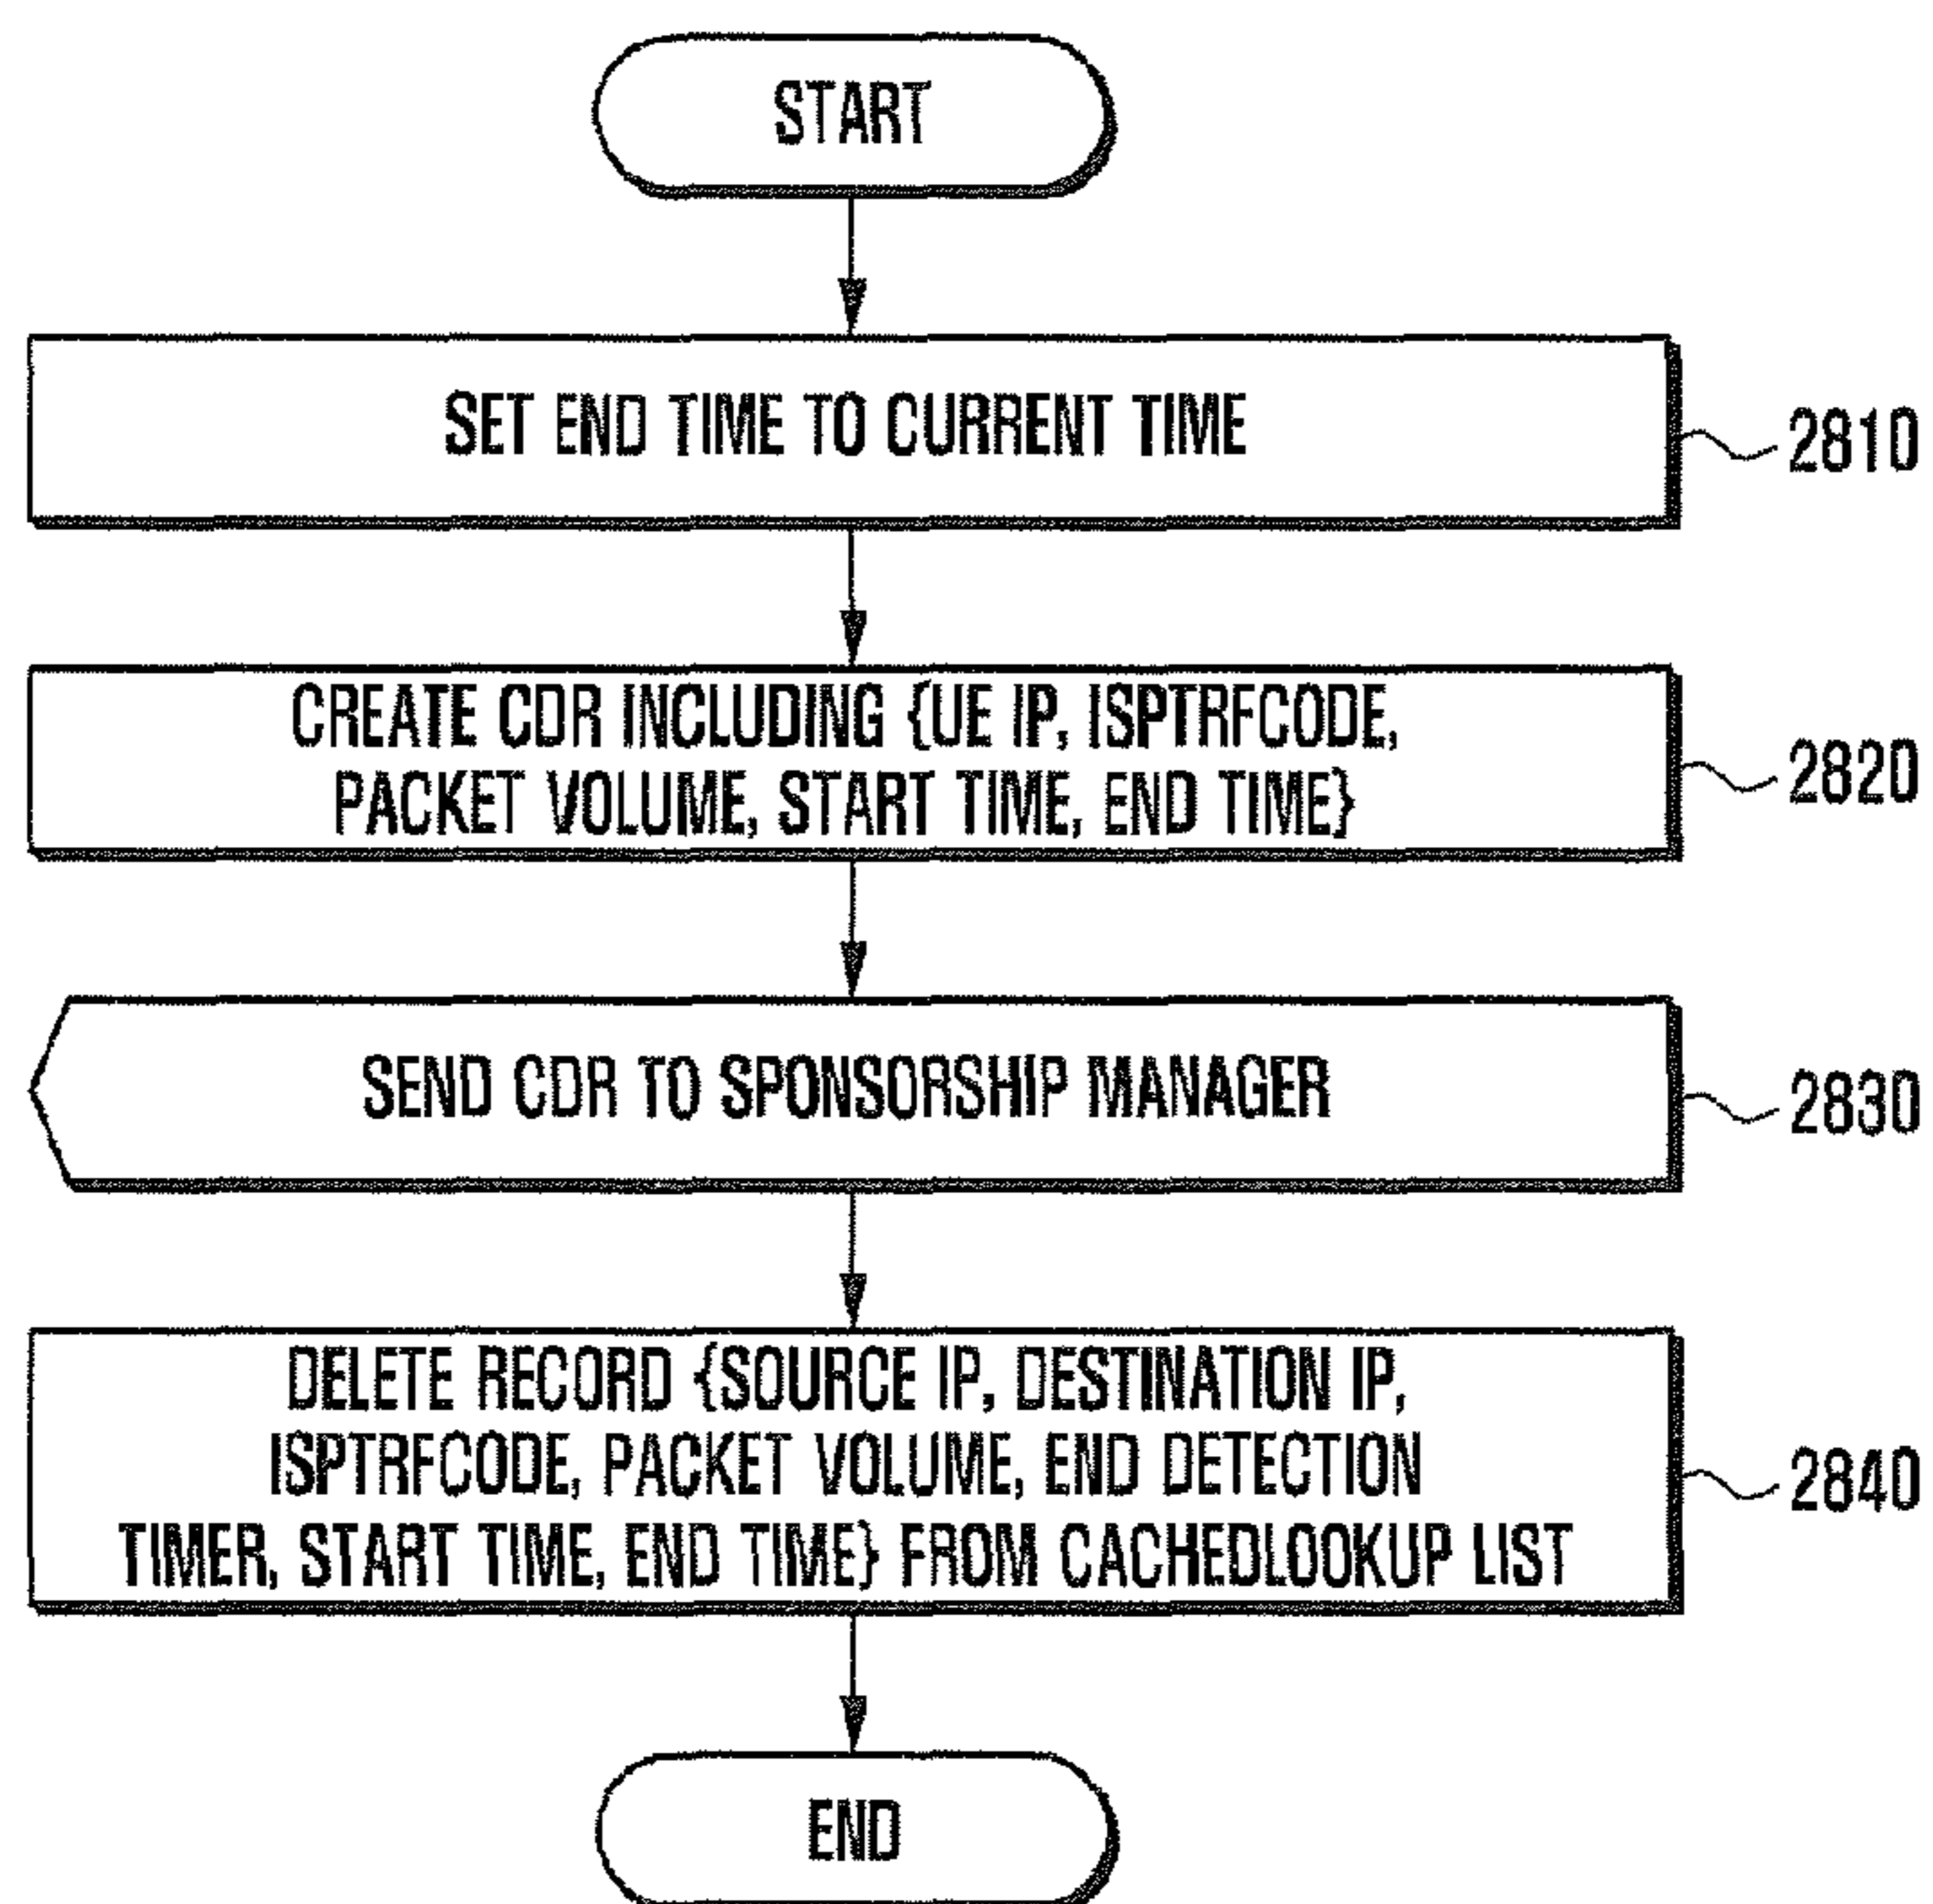 START
SET END TIME TO CURRENT TIME
2810
CREATE CDR INCLUDING {UE IP, ISPTRFCODE,
PACKET VOLUME, START TIME, END TIME}
2820
SEND CDR TO SPONSORSHIP MANAGER
2830
DELETE RECORD {SOURCE IP, DESTINATION IP,
ISPTRFCODE, PACKET VOLUME, END DETECTION
TIMER, START TIME, END TIME} FROM CACHEDLOOKUP LIST
2840
END